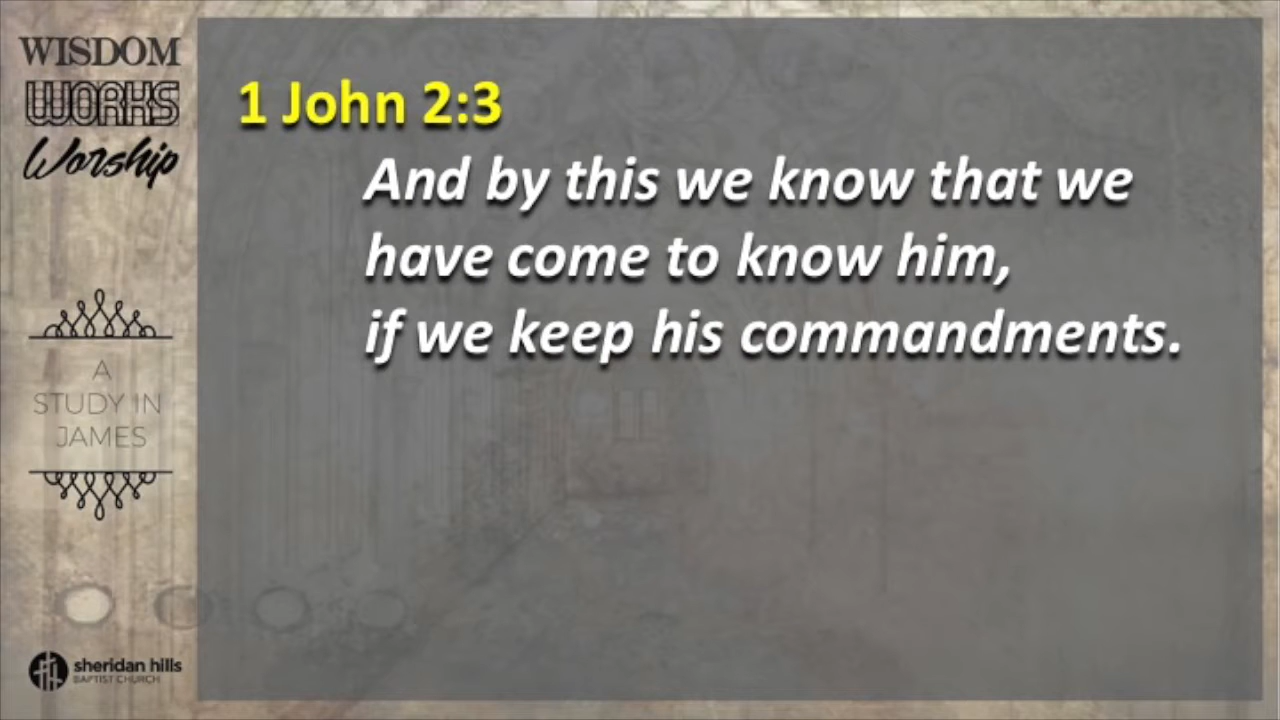 WISDOM
WORKS
Worship
A
STUDY IN
JAMES
sheridan hills
BAPTIST CHURCH
1 John 2:3
And by this we know that we
have come to know him,
if we keep his commandments.